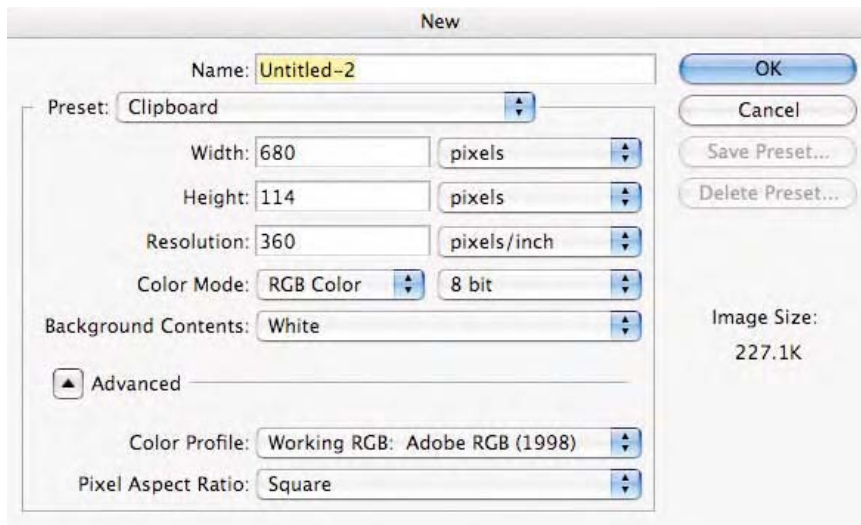 New
Name: Untitled-2
OK
Preset: Clipboard
Cancel
Width: 680 pixels
Save Preset...
Height: 114 pixels
Delete Preset...
Resolution: 360 pixels/inch
Color Mode: RGB Color 8 bit
Background Contents: White
Image Size:
227.1K
Advanced
Color Profile: Working RGB: Adobe RGB (1998)
Pixel Aspect Ratio: Square